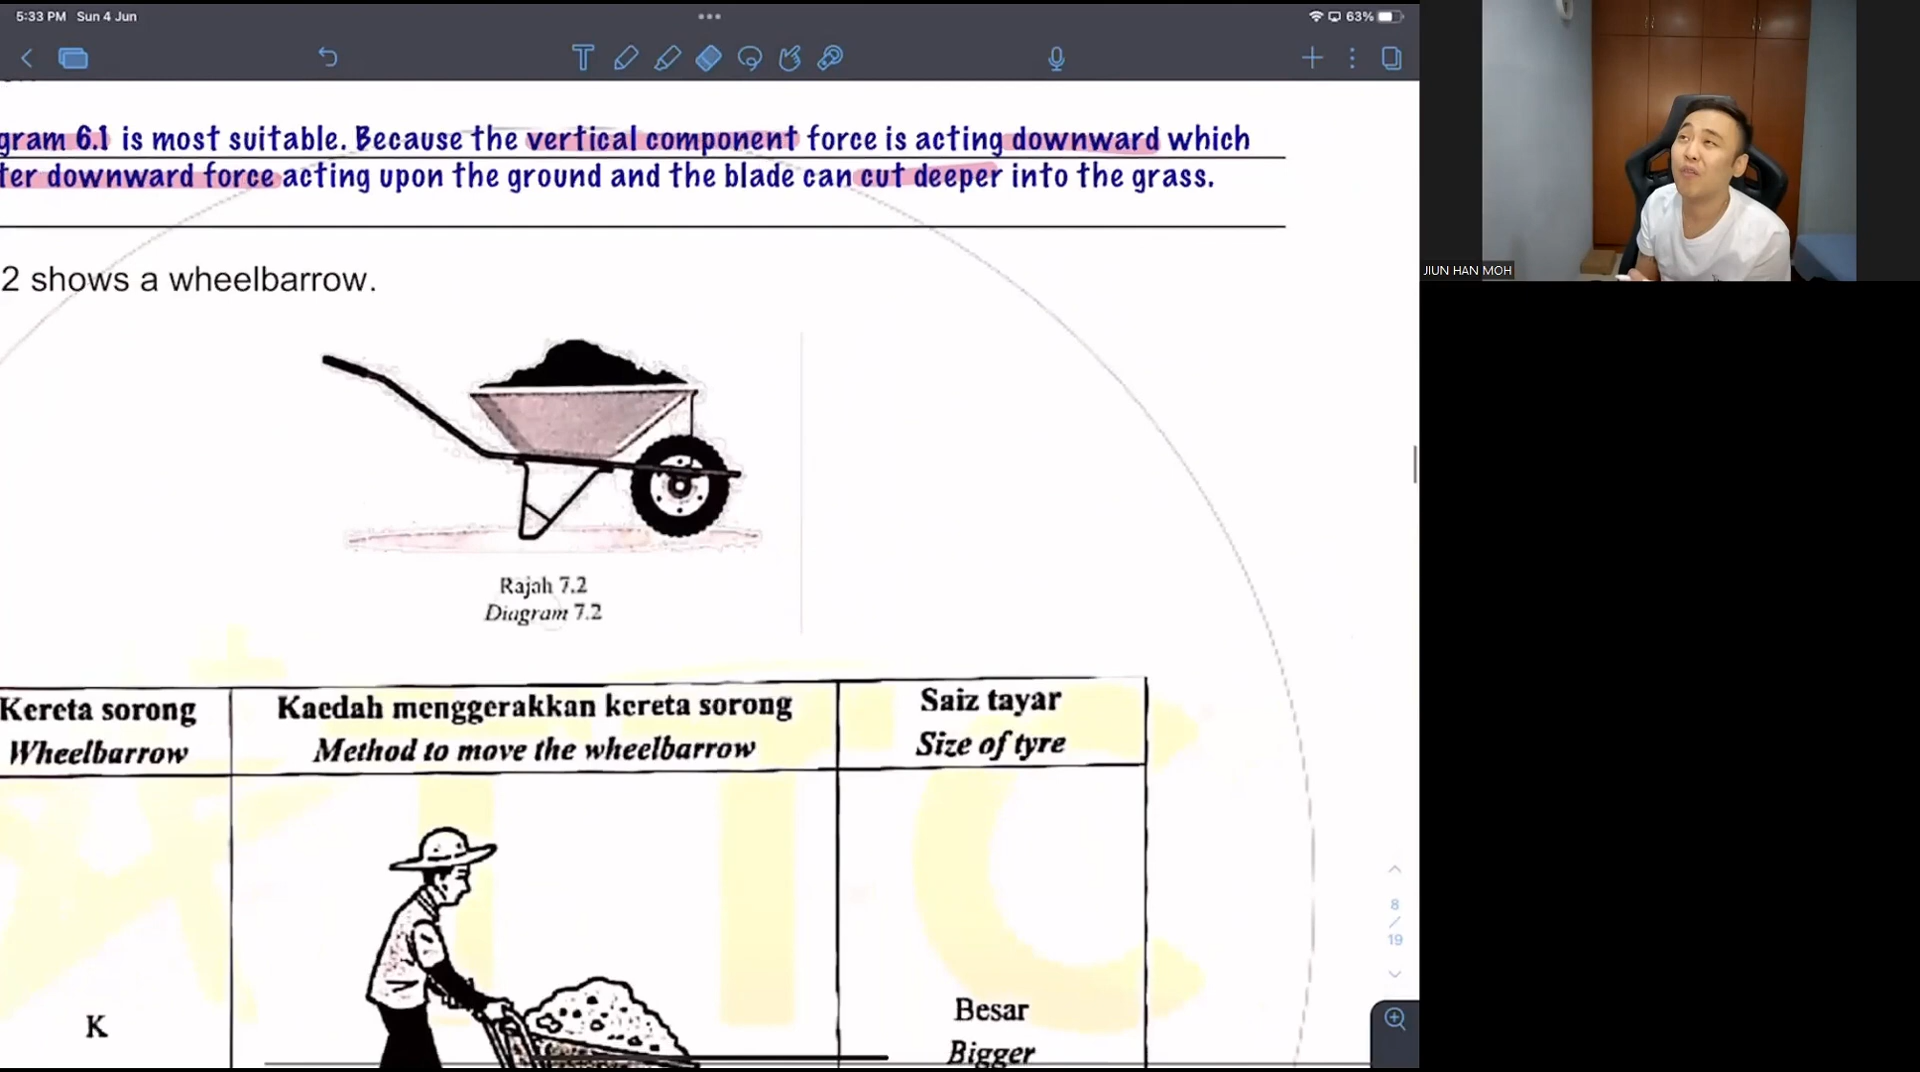 5:33 PM Sun 4 Jun
63%
gram 6.1 is most suitable. Because the vertical component force is acting downward which
ter downward force acting upon the ground and the blade can cut deeper into the grass.
2 shows a wheelbarrow.
Rajah 7.2
Diagram 7.2
Kereta sorong
Wheelbarrow
Kaedah menggerakkan kereta sorong
Method to move the wheelbarrow
Saiz tayar
Size of tyre
K
Besar
Bigger
8
/
19
JIUN HAN MOH